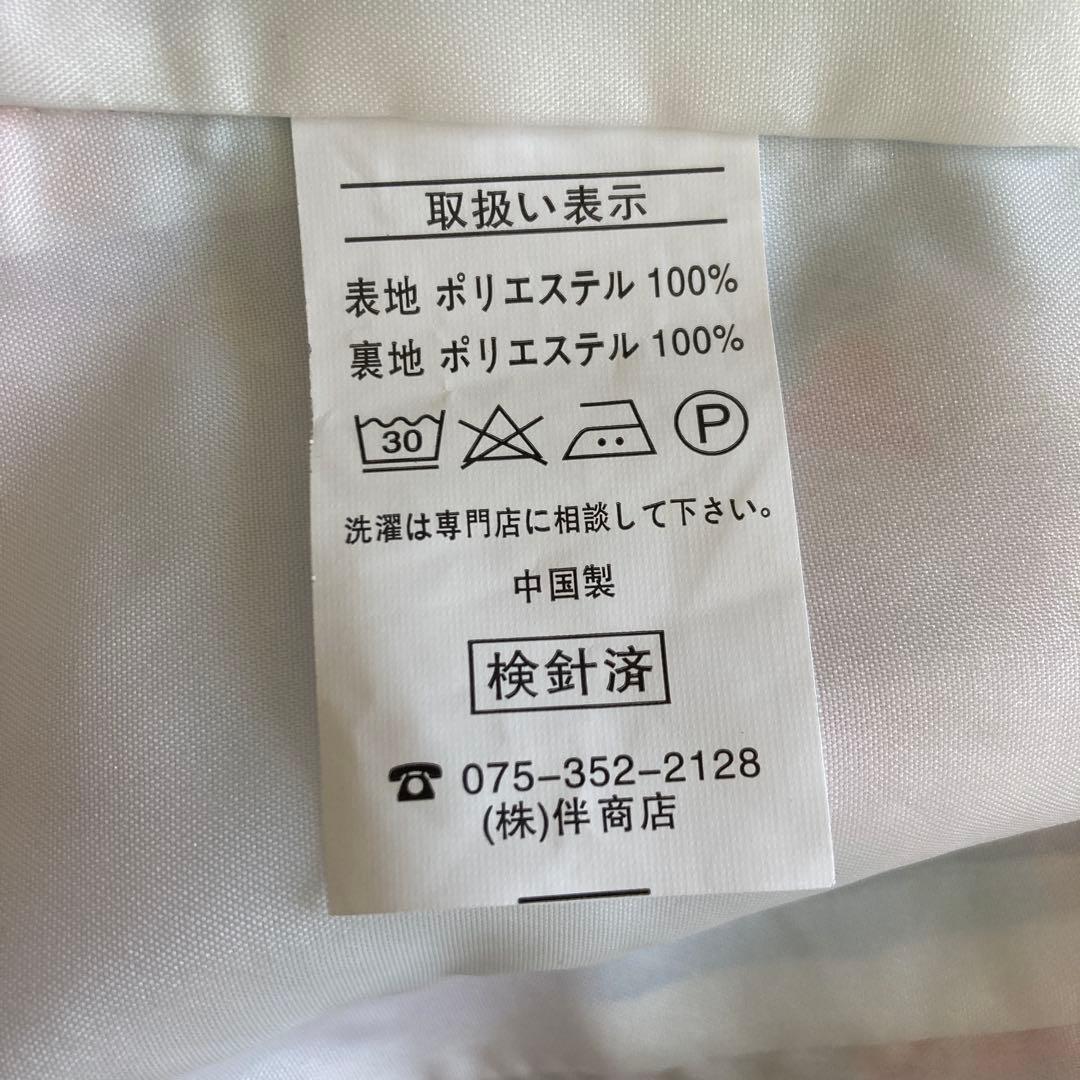 取扱い表示
表地 ポリエステル 100%
裏地 ポリエステル 100%
30 P
洗濯は専門店に相談して下さい。
中国製
検針済
☎ 075-352-2128
(株)伴商店